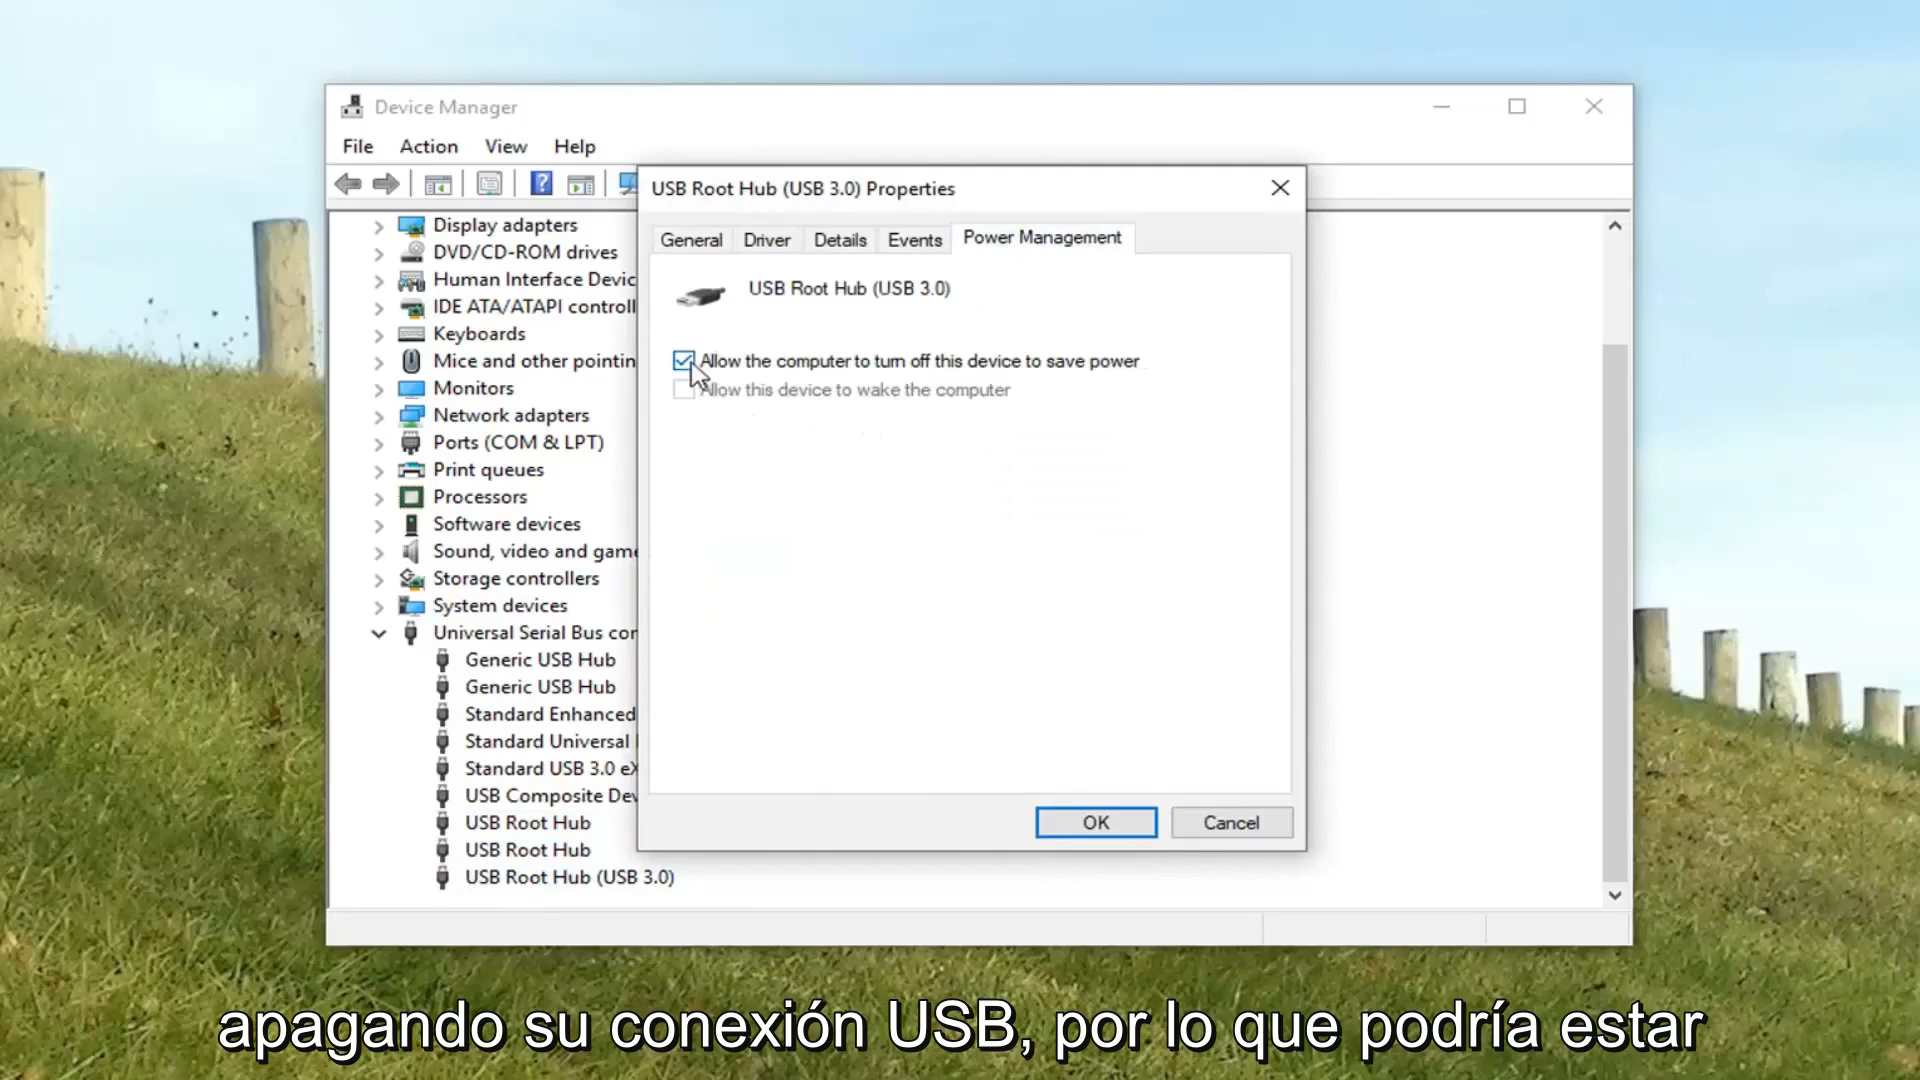 Device Manager
File Action View Help
USB Root Hub (USB 3.0) Properties
General Driver Details Events Power Management
USB Root Hub (USB 3.0)
Allow the computer to turn off this device to save power
Allow this device to wake the computer
OK Cancel
Display adapters
DVD/CD-ROM drives
Human Interface Devic
IDE ATA/ATAPI controll
Keyboards
Mice and other pointin
Monitors
Network adapters
Ports (COM & LPT)
Print queues
Processors
Software devices
Sound, video and game
Storage controllers
System devices
Universal Serial Bus cor
Generic USB Hub
Generic USB Hub
Standard Enhanced
Standard Universal
Standard USB 3.0 eX
USB Composite Dev
USB Root Hub
USB Root Hub
USB Root Hub (USB 3.0)
apagando su conexión USB, por lo que podría estar